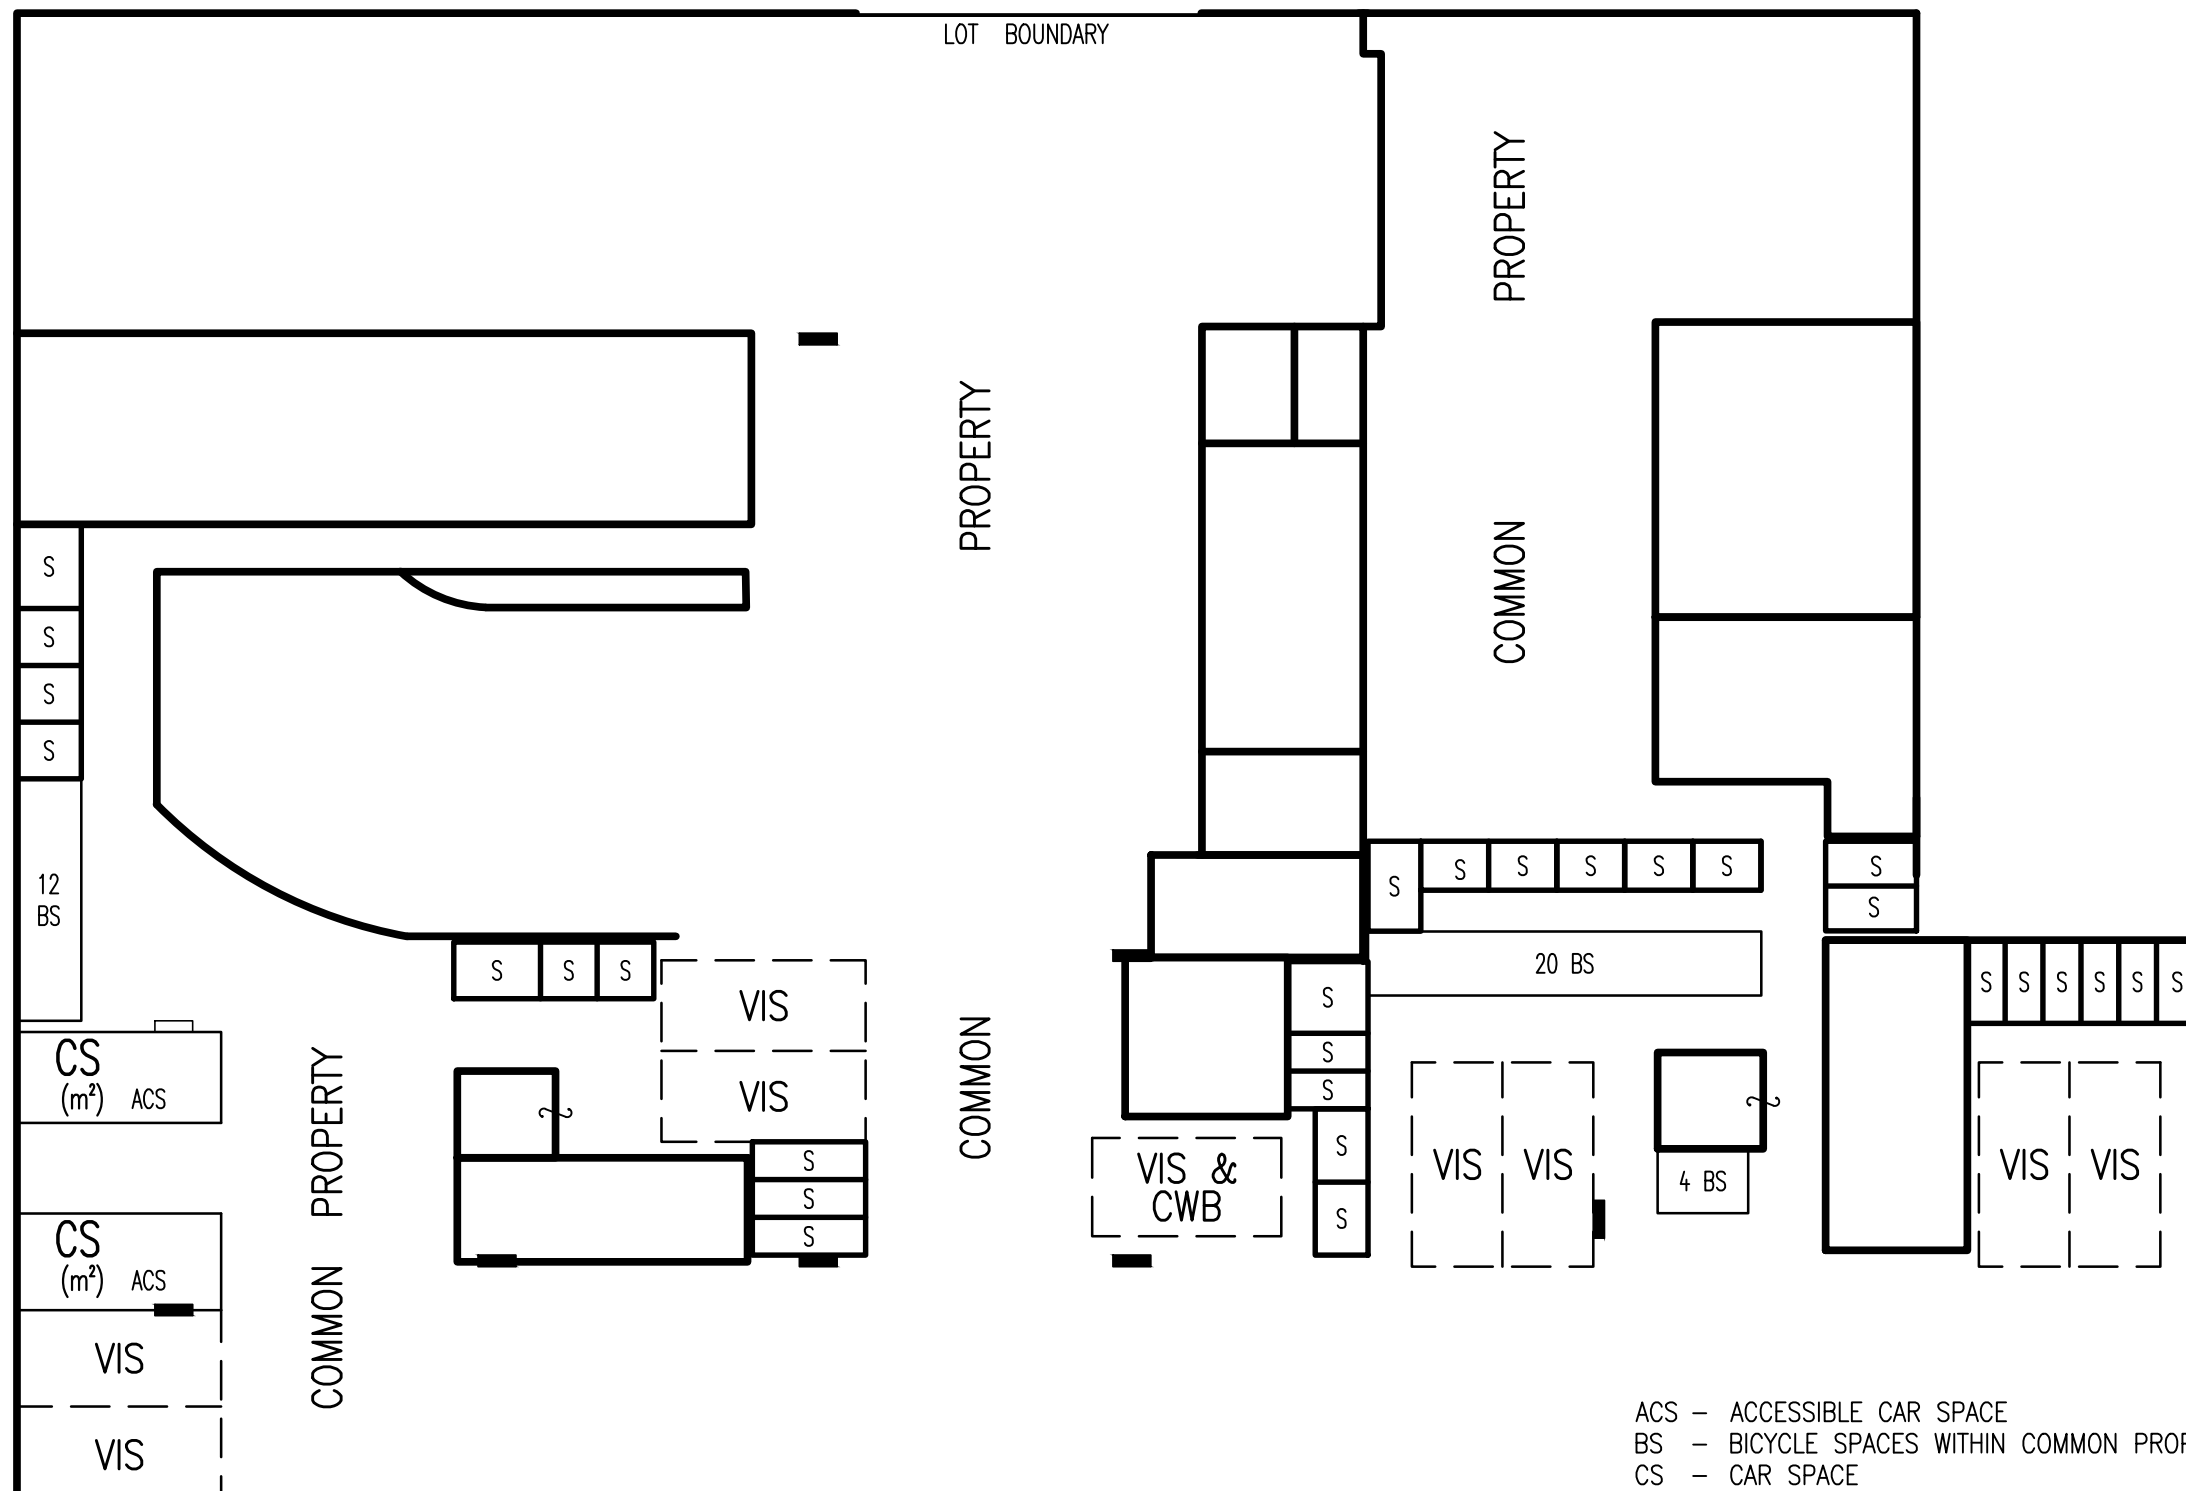 LOT BOUNDARY
PROPERTY
PROPERTY
COMMON
S
S
S
S
12
BS
S
S
S
S
S
S
S
S
20 BS
S
S
S
S
S
S
S
S
S
S
S
VIS
VIS
COMMON
PROPERTY
COMMON
CS
(m²) ACS
CS
(m²) ACS
VIS
VIS
S
S
S
VIS &
CWB
S
S
S
S
S
VIS
VIS
4 BS
VIS
VIS
ACS – ACCESSIBLE CAR SPACE
BS – BICYCLE SPACES WITHIN COMMON
CS – CAR SPACE